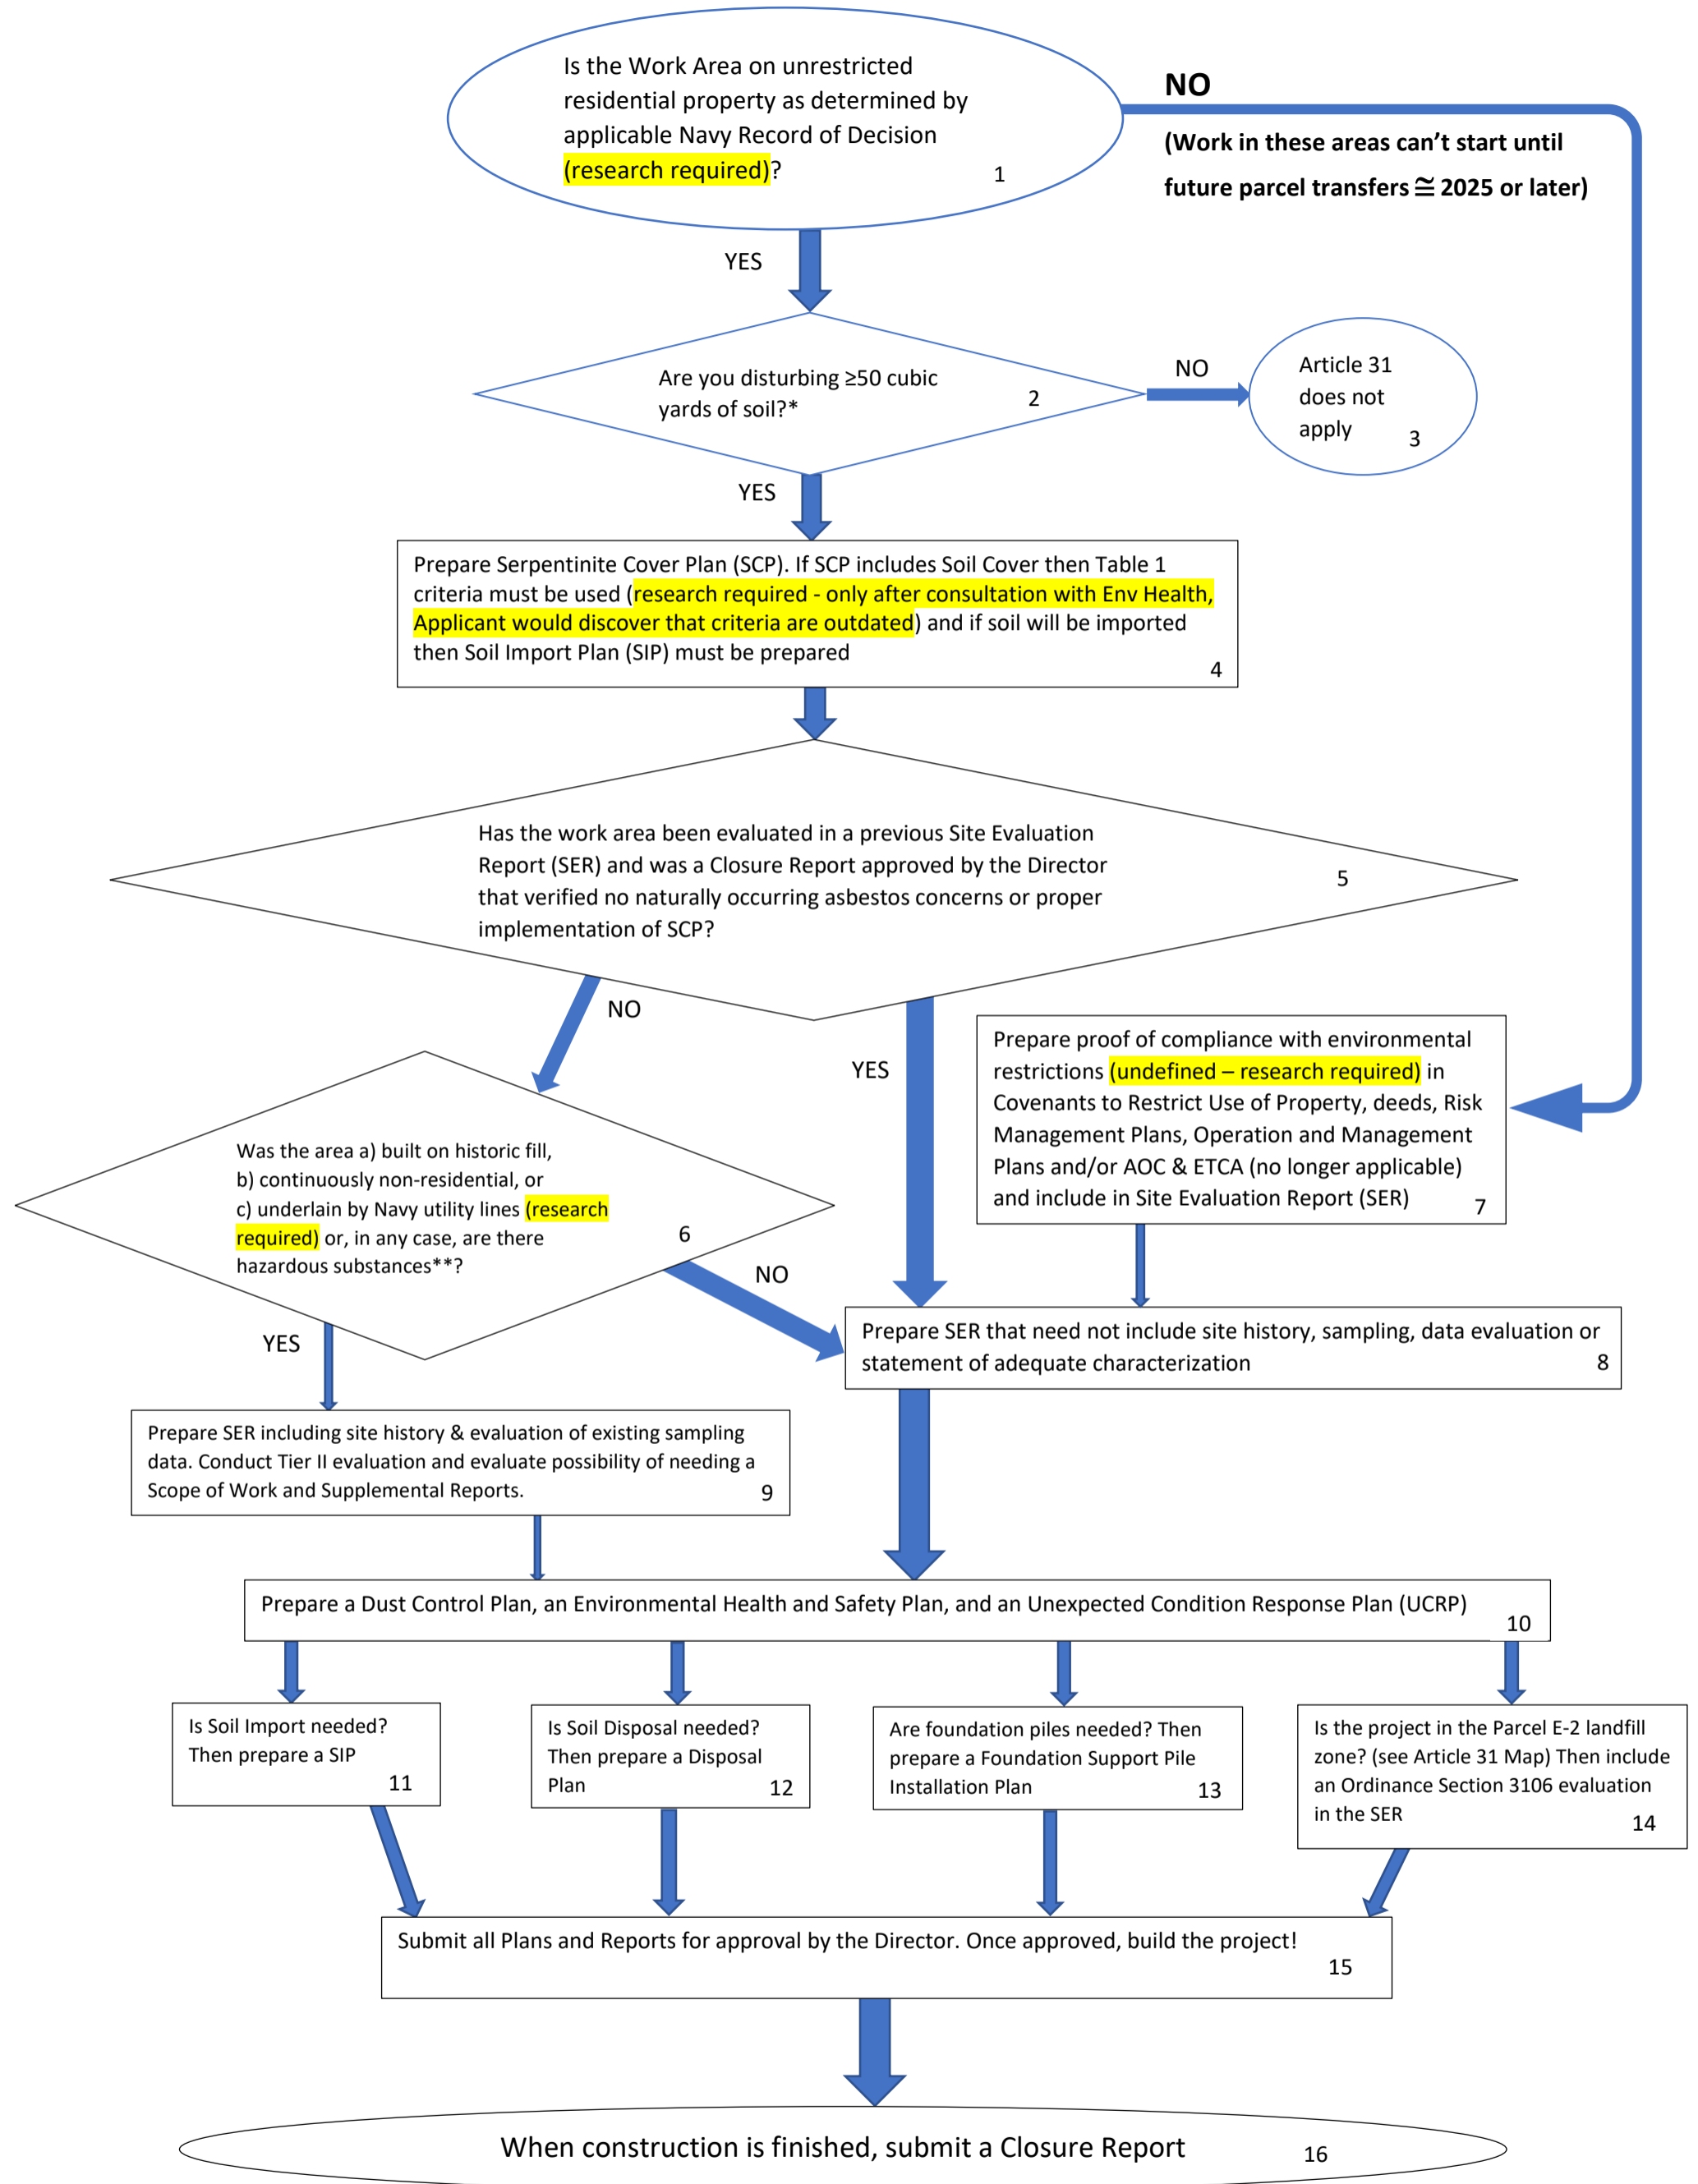 Is the Work Area on unrestricted
residential property as determined by
applicable Navy Record of Decision
(research required)?
1
NO
(Work in these areas can’t start until
future parcel transfers ≅ 2025 or later)
YES
Are you disturbing ≥50 cubic
yards of soil?*
2
NO
Article 31
does not
apply
3
YES
Prepare Serpentinite Cover Plan (SCP). If SCP includes Soil Cover then Table 1
criteria must be used (research required - only after consultation with Env Health,
Applicant would discover that criteria are outdated) and if soil will be imported
then Soil Import Plan (SIP) must be prepared
4
Has the work area been evaluated in a previous Site Evaluation
Report (SER) and was a Closure Report approved by the Director
that verified no naturally occurring asbestos concerns or proper
implementation of SCP?
5
NO
YES
Was the area a) built on historic fill,
b) continuously non-residential, or
c) underlain by Navy utility lines (research
required) or, in any case, are there
hazardous substances**?
6
Prepare proof of compliance with environmental
restrictions (undefined – research required) in
Covenants to Restrict Use of Property, deeds, Risk
Management Plans, Operation and Management
Plans and/or AOC & ETCA (no longer applicable)
and include in Site Evaluation Report (SER)
7
NO
YES
Prepare SER that need not include site history, sampling, data evaluation or
statement of adequate characterization
8
Prepare SER including site history & evaluation of existing sampling
data. Conduct Tier II evaluation and evaluate possibility of needing a
Scope of Work and Supplemental Reports.
9
Prepare a Dust Control Plan, an Environmental Health and Safety Plan, and an Unexpected Condition Response Plan (UCRP)
10
Is Soil Import needed?
Then prepare a SIP
11
Is Soil Disposal needed?
Then prepare a Disposal
Plan
12
Are foundation piles needed? Then
prepare a Foundation Support Pile
Installation Plan
13
Is the project in the Parcel E-2 landfill
zone? (see Article 31 Map) Then include
an Ordinance Section 3106 evaluation
in the SER
14
Submit all Plans and Reports for approval by the Director. Once approved, build the project!
15
When construction is finished, submit a Closure Report
16